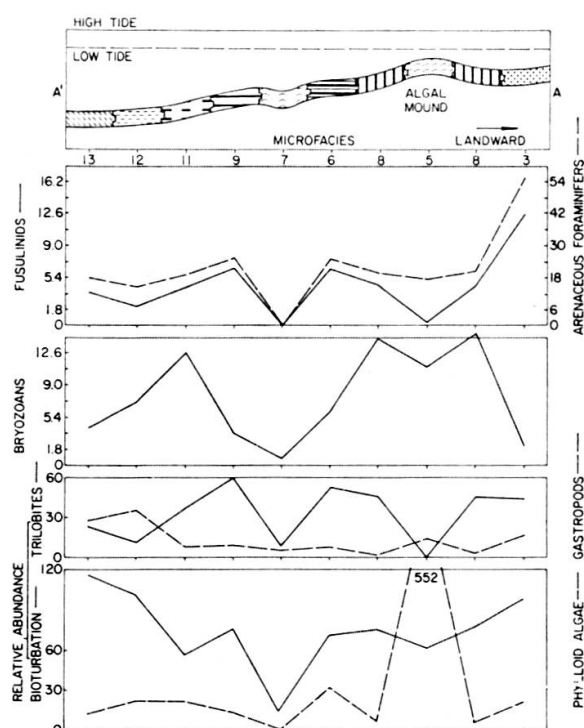 HIGH TIDE
LOW TIDE
A'
A
ALGAL
MOUND
MICROFACIES
LANDWARD
13 12 11 9 7 6 8 5 8 3
FUSULINIDS
16.2
12.6
9.0
5.4
1.8
0
ARENACEOUS FORAMINIFERS
54
42
30
18
6
0
BRYOZOANS
12.6
9.0
5.4
1.8
0
TRILOBITES
60
30
0
GASTROPODS
RELATIVE ABUNDANCE
BIOTURBATION
120
60
30
0
552
PHYLLOID ALGAE